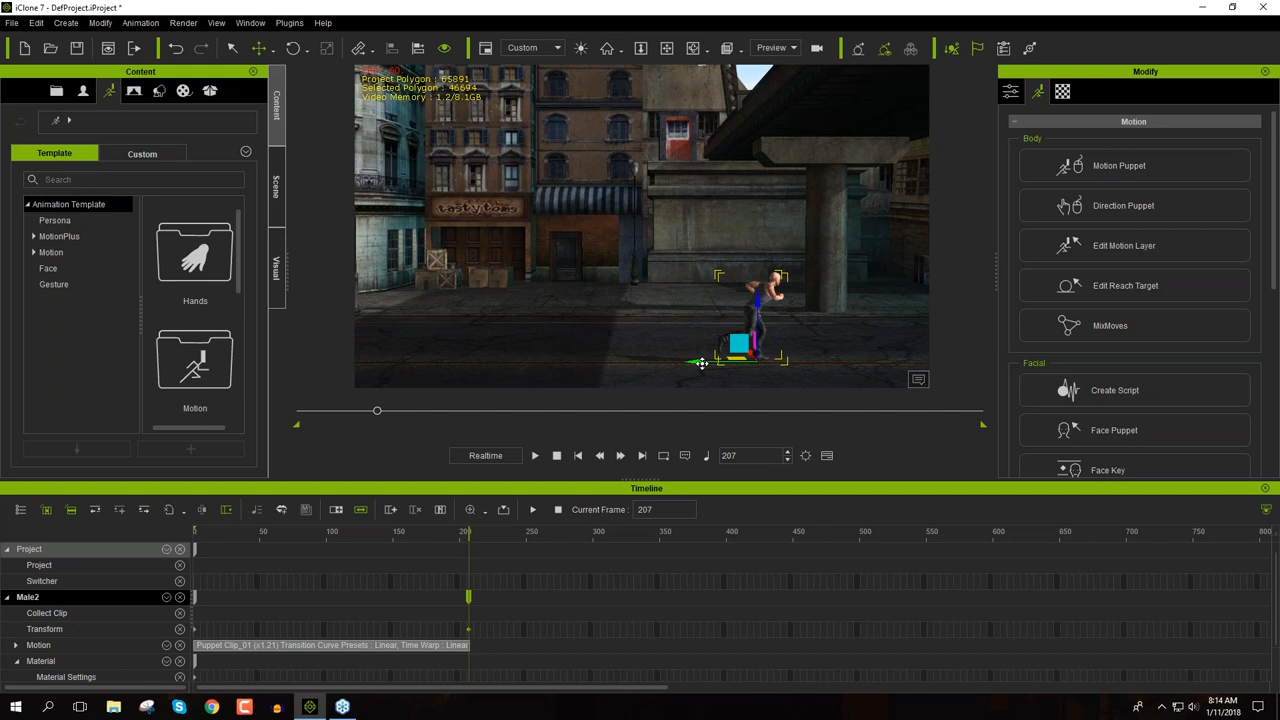 iClone 7 - DefProject.iProject *
File Edit Create Modify Animation Render View Window Plugins Help
Custom
Preview
Content
Modify
Project Polygon : 65891
Selected Polygon : 46694
Video Memory : 1.2/8.1GB
Content
Scene
Visual
Template
Custom
Search
Animation Template
Persona
MotionPlus
Motion
Face
Gesture
Hands
Motion
tasty toms
Motion
Body
Motion Puppet
Direction Puppet
Edit Motion Layer
Edit Reach Target
MixMoves
Facial
Create Script
Face Puppet
Face Key
Realtime
207
Timeline
Current Frame : 207
0 50 100 150 200 250 300 350 400 450 500 550 600 650 700 750 800
Project
Project
Switcher
Male2
Collect Clip
Transform
Motion
Puppet Clip_01 (x1.21) Transition Curve Presets : Linear, Time Warp : Linear
Material
Material Settings
8:14 AM
1/11/2018